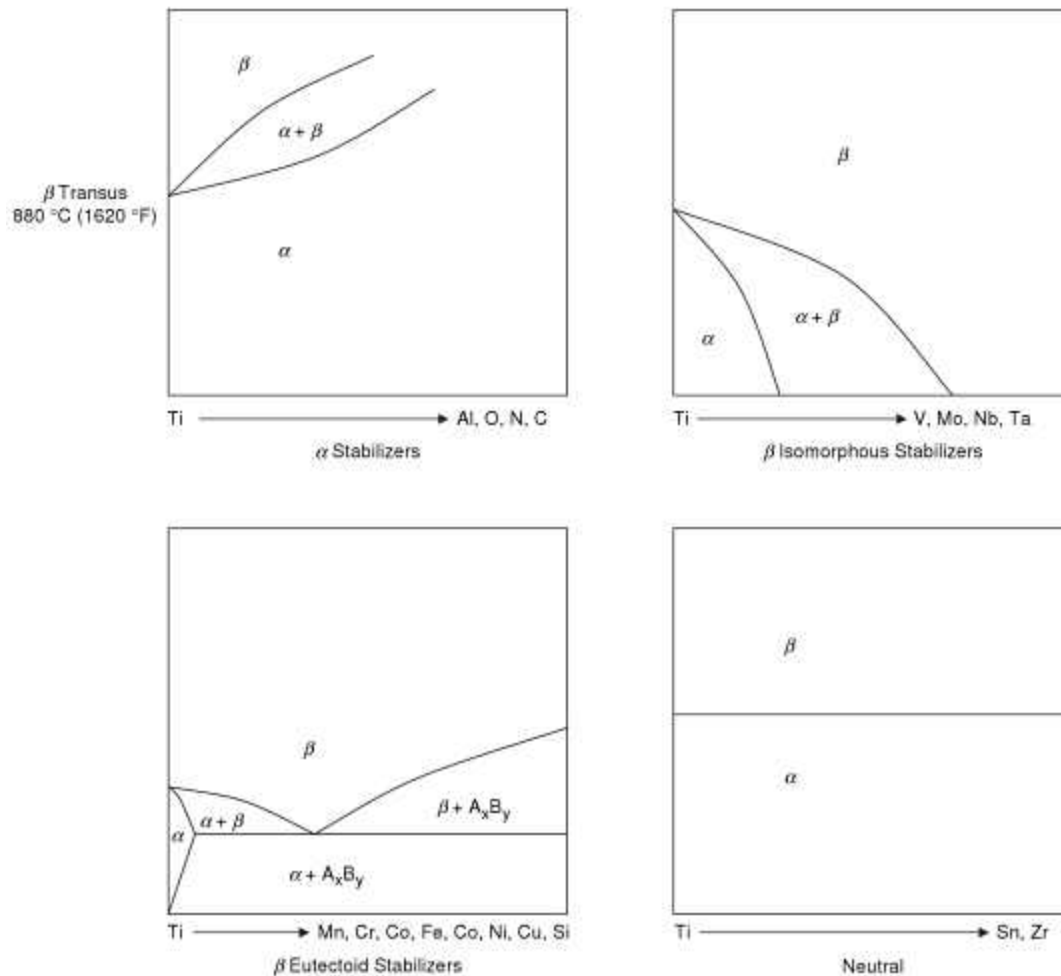 β
α + β
β Transus
880 °C (1620 °F)
α
Ti Al, O, N, C
α Stabilizers
β
α + β
α
Ti V, Mo, Nb, Ta
β Isomorphous Stabilizers
β
β + AxBy
α + β
α
α + AxBy
Ti Mn, Cr, Co, Fe, Co, Ni, Cu, Si
β Eutectoid Stabilizers
β
α
Ti Sn, Zr
Neutral